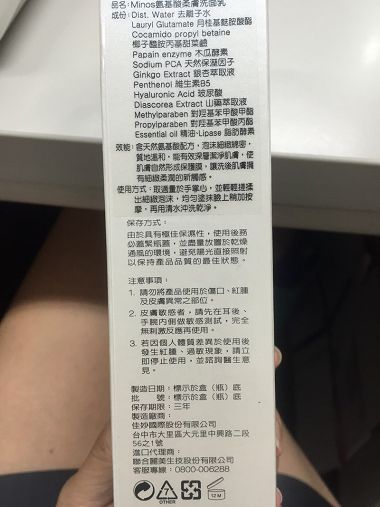 品名:Minos氨基酸柔膚洗面乳
成份:Dist. Water 去離子水
Lauryl Glutamate 月桂基麩胺酸酯
Cocamido propyl betaine
椰子醯胺丙基甜菜鹼
Papain enzyme 木瓜酵素
Sodium PCA 天然保濕因子
Ginkgo Extract 銀杏萃取液
Penthenol 維生素B5
Hyaluronic Acid 玻尿酸
Diascorea Extract 山藥萃取液
Methylparaben 對羥基苯甲酸甲酯
Propyiparaben 對羥基苯甲酸丙酯
Essential oil 精油·Lipase 脂肪酵素
效能:含天然氨基酸配方,泡沫細緻綿密,
質地溫和,能有效深層潔淨肌膚,使
肌膚自然形成保護膜,讓洗後肌膚擁
有細緻柔潤的新觸感。
使用方式:取適量於手掌心,並輕輕搓揉
出細緻泡沫,均勻塗抹臉上稍加按
摩,再用清水沖洗乾淨。
保存方式:
由於具有極佳保濕性,使用後務
必蓋緊瓶蓋,並盡量放置於乾燥
通風的環境,避免陽光直接照射
以保持產品品質的最佳狀態。
注意事項:
1. 請勿將產品使用於傷口、紅腫
及皮膚異常之部位。
2. 皮膚敏感者,請先在耳後、
手腕內側做敏感測試,完全
無刺激反應再使用。
3. 若因個人體質差異於使用後
發生紅腫、過敏現象,請立
即停止使用,並諮詢醫生意
見。
製造日期:標示於盒(瓶)底
批 號:標示於盒(瓶)底
保存期限:三年
製造廠商:
佳妙國際股份有限公司
台中市大里區大元里中興路二段
56之1號
進口代理商:
聯合麗美生技股份有限公司
客服專線:0800-006288
7
OTHER
12 M